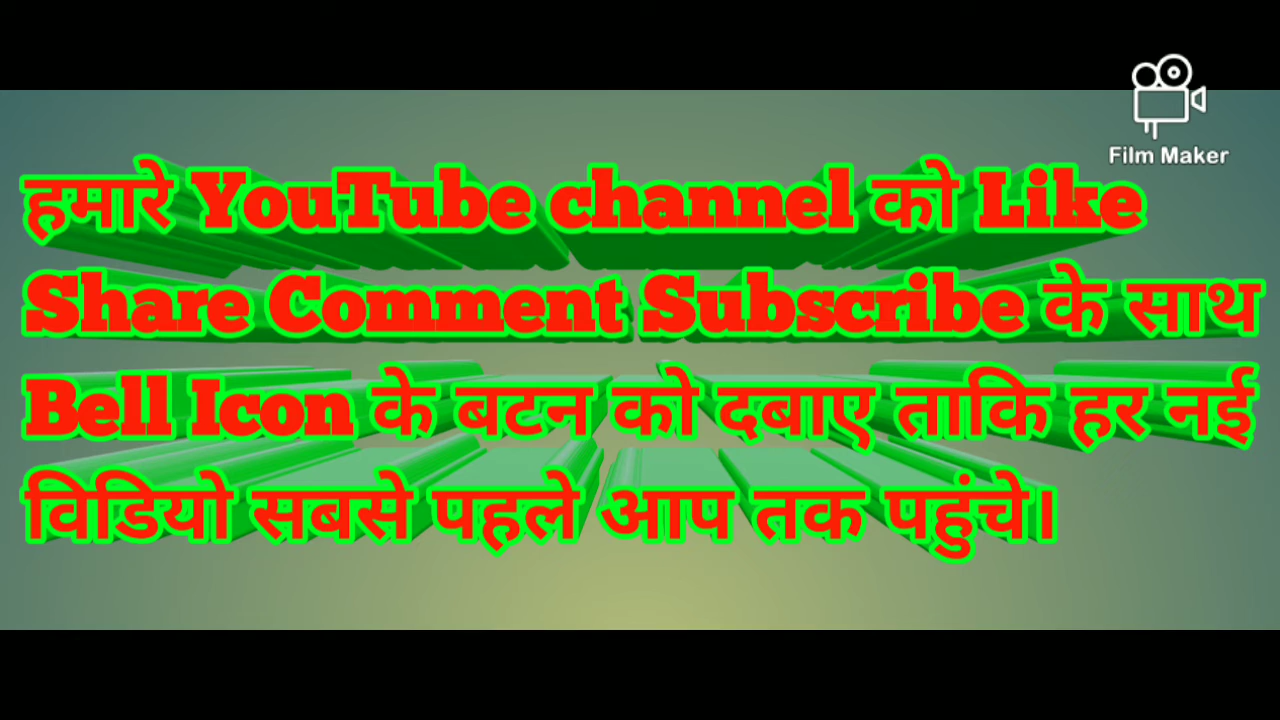 Film Maker
हमारे YouTube channel को Like
Share Comment Subscribe के साथ
Bell Icon के बटन को दबाए ताकि हर नई
विडियो सबसे पहले आप तक पहुंचे।